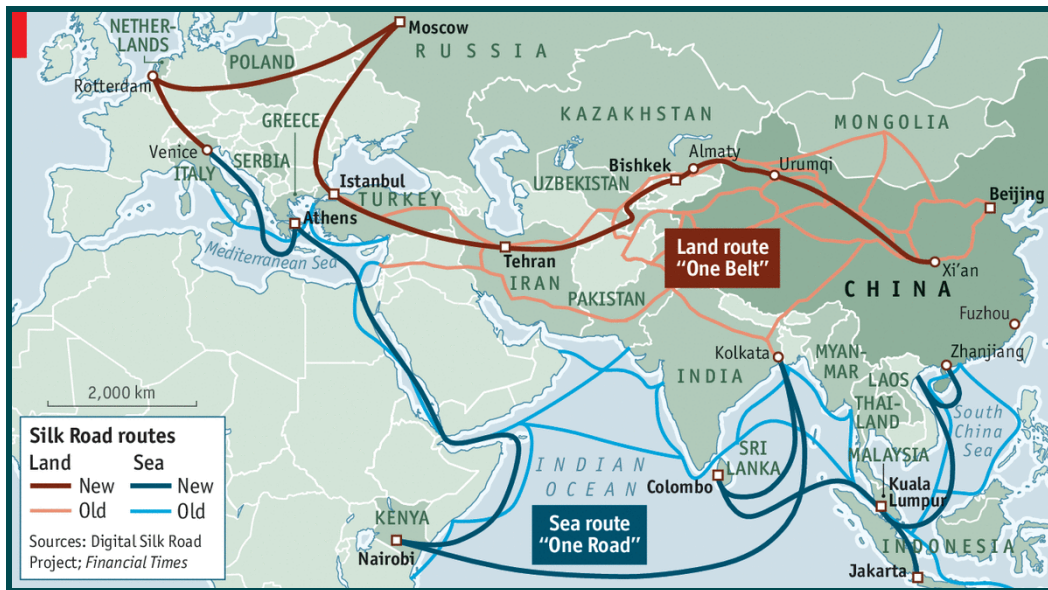 Moscow
NETHER-
LANDS
RUSSIA
POLAND
Rotterdam
KAZAKHSTAN
GREECE
MONGOLIA
Venice
ITALY
SERBIA
Almaty
Bishkek
Urumqi
Istanbul
TURKEY
UZBEKISTAN
Beijing
Athens
Mediterranean Sea
Tehran
IRAN
Land route
“One Belt”
Xi’an
PAKISTAN
CHINA
Fuzhou
Kolkata
MYAN-
MAR
Zhanjiang
INDIA
LAOS
THAI-
LAND
South
China
Sea
2,000 km
Silk Road routes
Land Sea
New New
Old Old
Sources: Digital Silk Road
Project; Financial Times
INDIAN
OCEAN
SRI
LANKA
Colombo
MALAYSIA
Kuala
Lumpur
KENYA
Nairobi
Sea route
“One Road”
INDONESIA
Jakarta